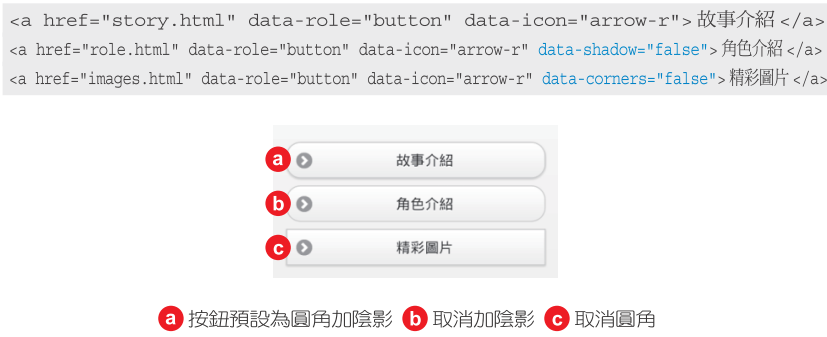 <a href="story.html" data-role="button" data-icon="arrow-r">故事介紹</a>
<a href="role.html" data-role="button" data-icon="arrow-r" data-shadow="false">角色介紹</a>
<a href="images.html" data-role="button" data-icon="arrow-r" data-corners="false">精彩圖片</a>
a 故事介紹
b 角色介紹
c 精彩圖片
a 按鈕預設為圓角加陰影 b 取消加陰影 c 取消圓角